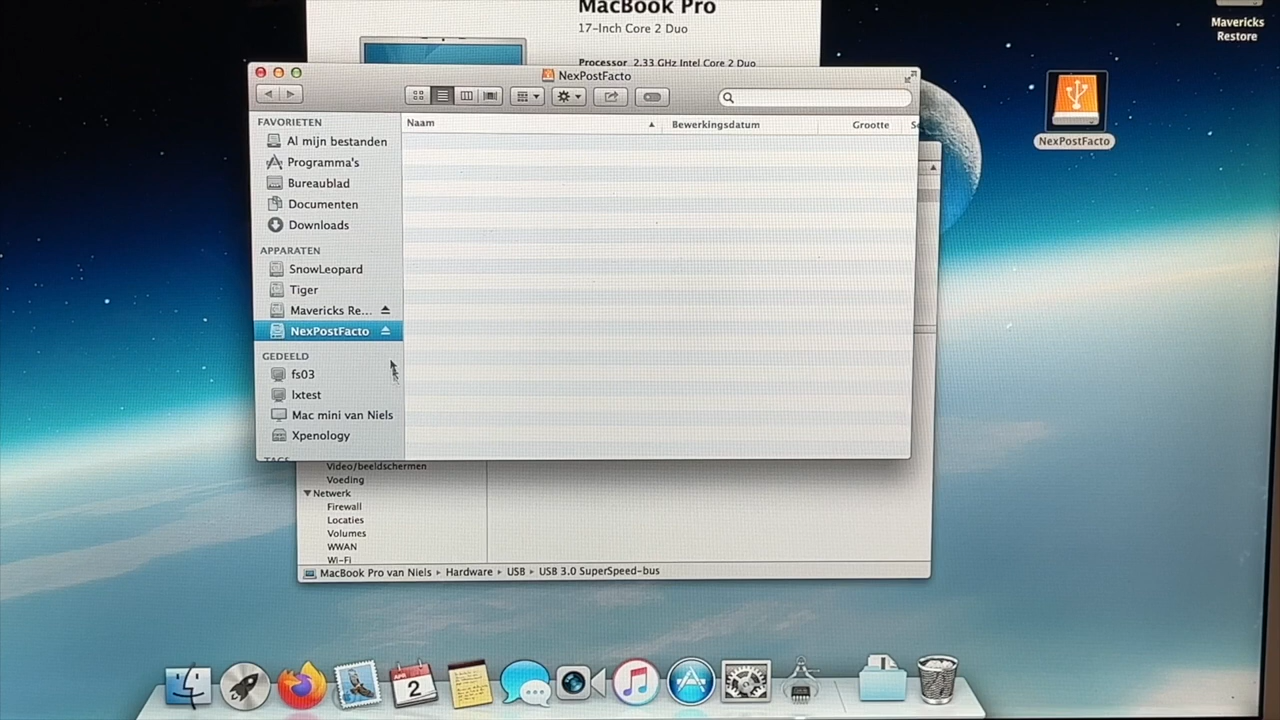 MacBook Pro
17-Inch Core 2 Duo
Processor 2.33 GHz Intel Core 2 Duo
Mavericks
Restore
NexPostFacto
NexPostFacto
FAVORIETEN
Al mijn bestanden
Programma's
Bureaublad
Documenten
Downloads
APPARATEN
SnowLeopard
Tiger
Mavericks Re...
NexPostFacto
GEDEELD
fs03
lxtest
Mac mini van Niels
Xpenology
TAGS
Naam
Bewerkingsdatum
Grootte
Video/beeldschermen
Voeding
Netwerk
Firewall
Locaties
Volumes
WWAN
Wi-Fi
MacBook Pro van Niels ▸ Hardware ▸ USB ▸ USB 3.0 SuperSpeed-bus
2